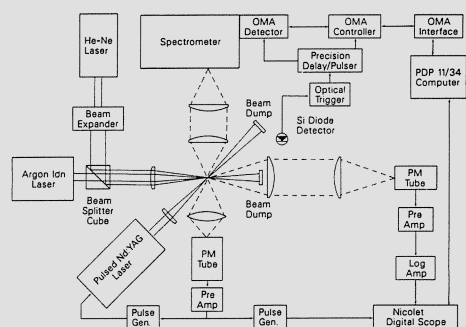 He-Ne
Laser
Spectrometer
OMA
Detector
OMA
Controller
OMA
Interface
Precision
Delay/Pulser
PDP 11/34
Computer
Optical
Trigger
Beam
Expander
Beam
Dump
Si Diode
Detector
Argon Idn
Laser
Beam
Splitter
Cube
Beam
Dump
PM
Tube
Pulsed Nd:YAG
Laser
PM
Tube
Pre
Amp
Log
Amp
Pre
Amp
Pulse
Gen.
Pulse
Gen.
Nicolet
Digital Scope